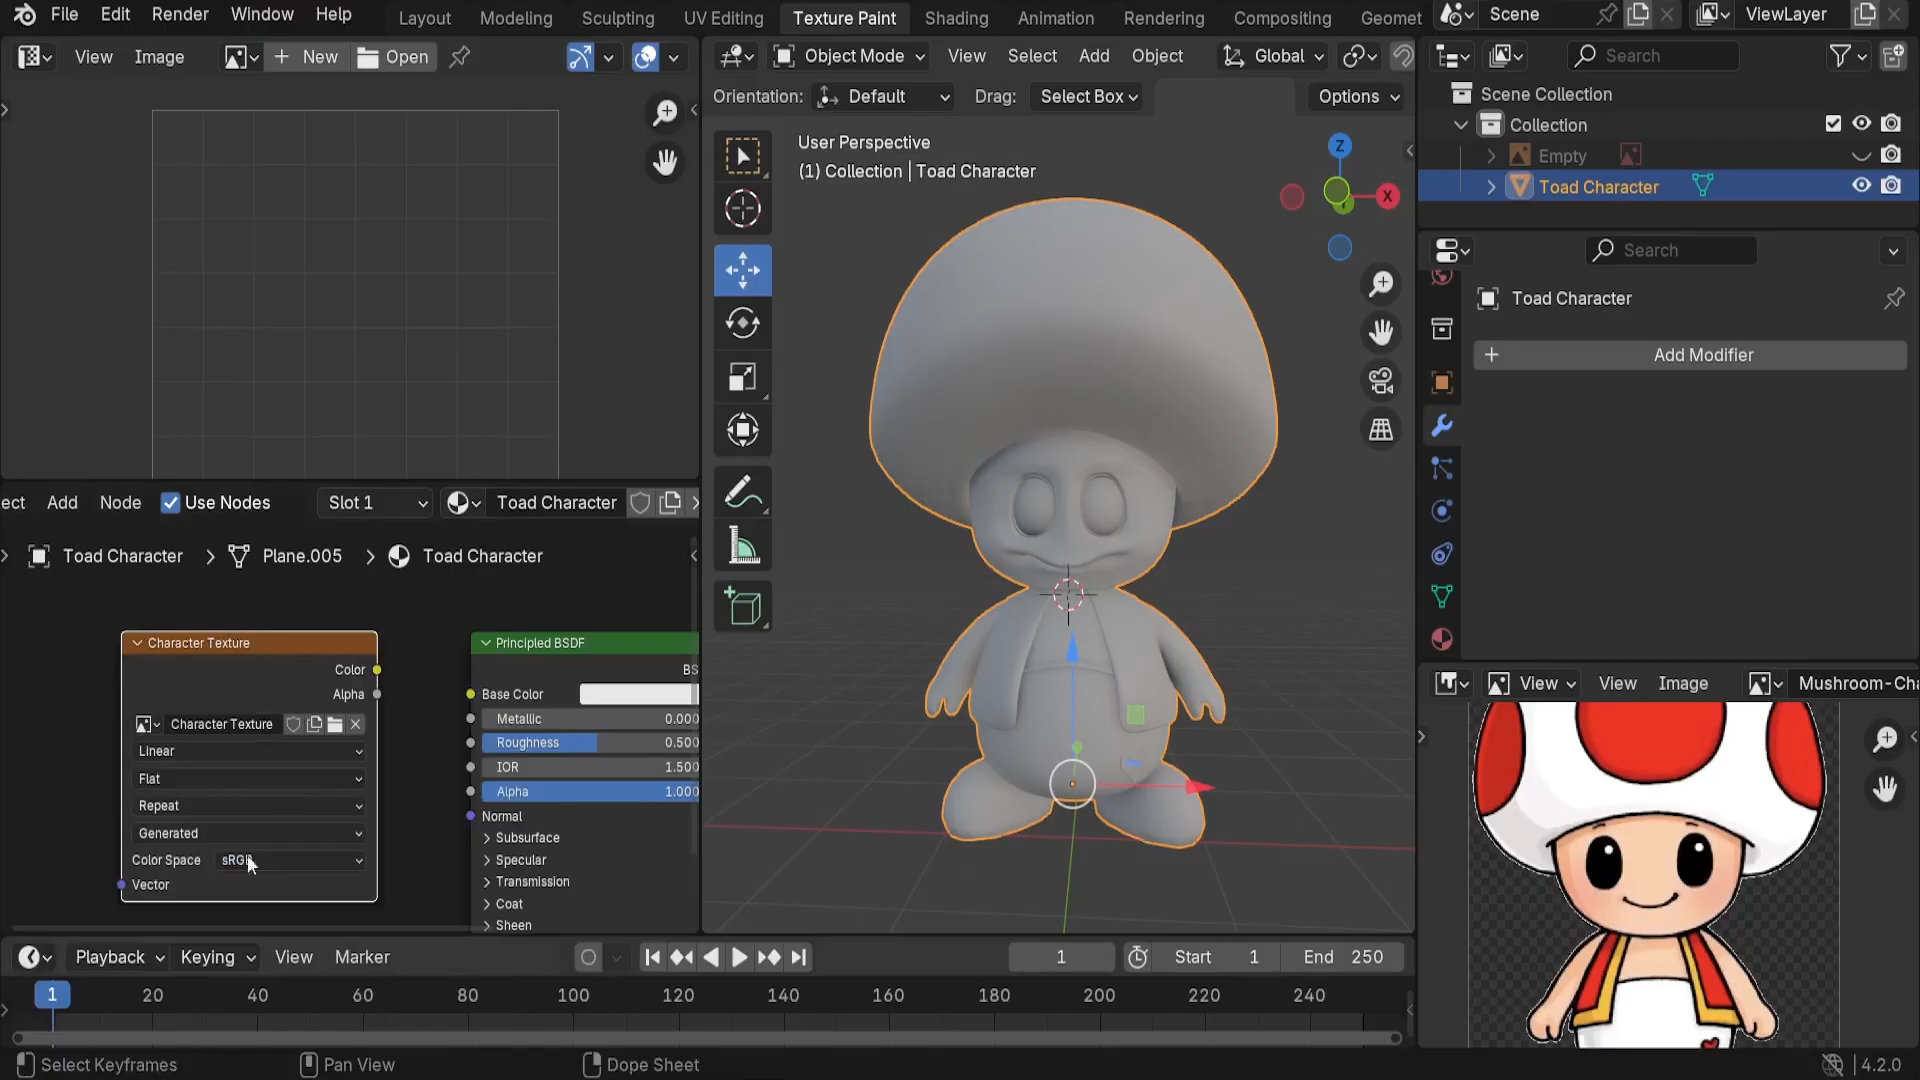 File Edit Render Window Help Layout Modeling Sculpting UV Editing Texture Paint Shading Animation Rendering Compositing Geomet Scene ViewLayer
View Image New Open
Object Mode View Select Add Object Global
Search
Orientation: Default Drag: Select Box Options
Scene Collection
Collection
Empty
Toad Character
User Perspective
(1) Collection | Toad Character
Z
X
Search
Toad Character
Add Modifier
ect Add Node Use Nodes Slot 1 Toad Character
Toad Character > Plane.005 > Toad Character
Character Texture
Color
Alpha
Character Texture
Linear
Flat
Repeat
Generated
Color Space sRGB
Vector
Principled BSDF
BS
Base Color
Metallic 0.000
Roughness 0.500
IOR 1.500
Alpha 1.000
Normal
Subsurface
Specular
Transmission
Coat
Sheen
View View Image Mushroom-Cha
Playback Keying View Marker 1 Start 1 End 250
1 20 40 60 80 100 120 140 160 180 200 220 240
Select Keyframes Pan View Dope Sheet 4.2.0